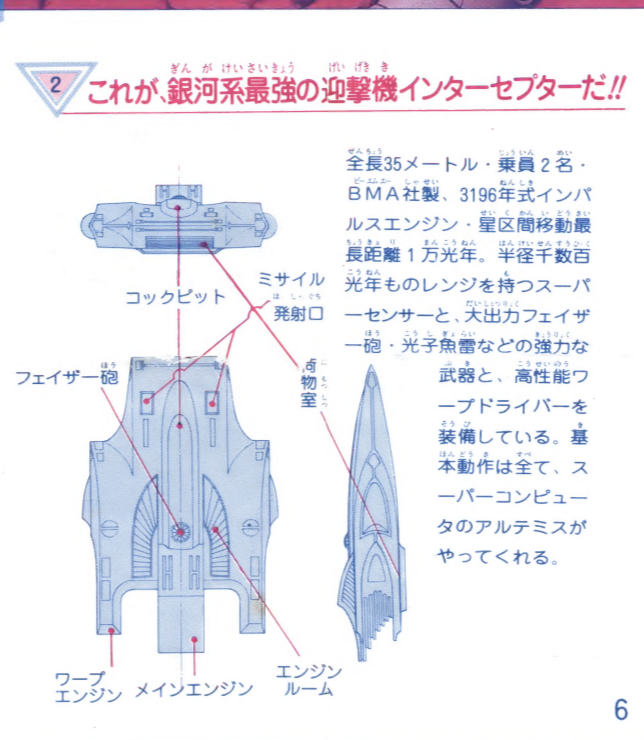 2
これが、銀河系最強の迎撃機インターセプターだ!!
全長35メートル・乗員2名・
BMA社製、3196年式インパ
ルスエンジン・星区間移動最
長距離1万光年。半径千数百
光年ものレンジを持つスーパ
ーセンサーと、大出力フェイザ
ー砲・光子魚雷などの強力な
武器と、高性能ワ
ープドライバーを
装備している。基
本動作は全て、ス
ーパーコンピュー
タのアルテミスが
やってくれる。
コックピット
ミサイル
発射口
フェイザー砲
荷物室
ワープ
エンジン
メインエンジン
エンジン
ルーム
6